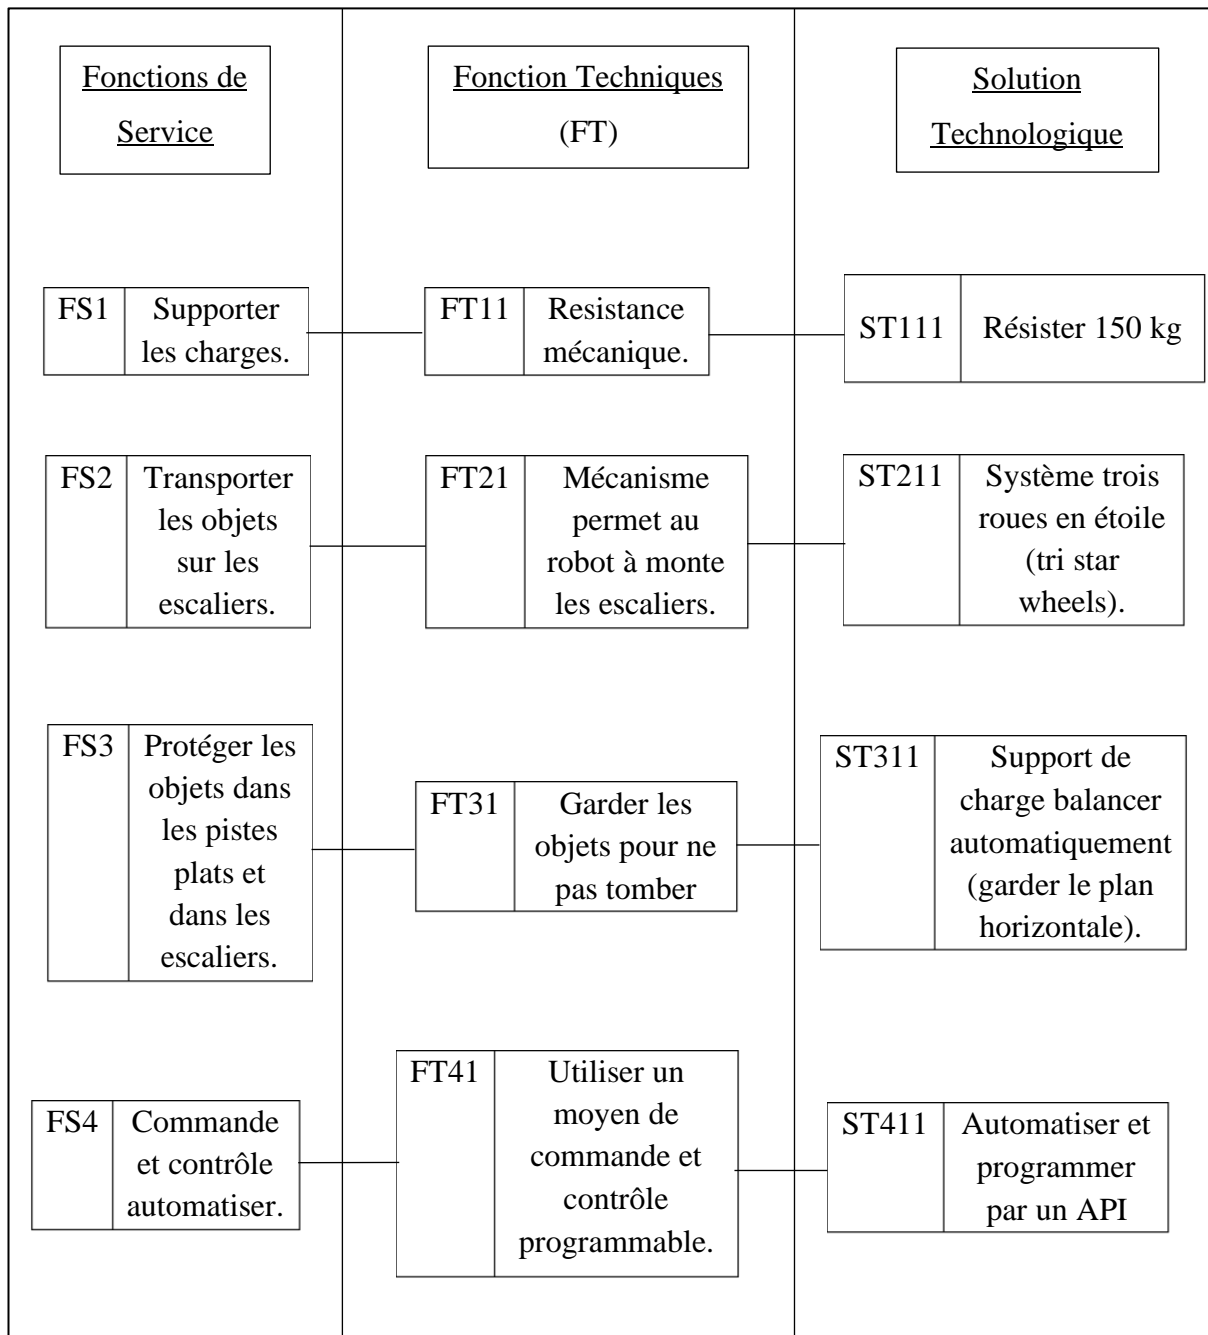 Fonctions de
Service
Fonction Techniques
(FT)
Solution
Technologique
FS1
Supporter
les charges.
FT11
Resistance
mécanique.
ST111
Résister 150 kg
FS2
Transporter
les objets
sur les
escaliers.
FT21
Mécanisme
permet au
robot à monte
les escaliers.
ST211
Système trois
roues en étoile
(tri star
wheels).
FS3
Protéger les
objets dans
les pistes
plats et
dans les
escaliers.
FT31
Garder les
objets pour ne
pas tomber
ST311
Support de
charge balancer
automatiquement
(garder le plan
horizontale).
FS4
Commande
et contrôle
automatiser.
FT41
Utiliser un
moyen de
commande et
contrôle
programmable.
ST411
Automatiser et
programmer
par un API